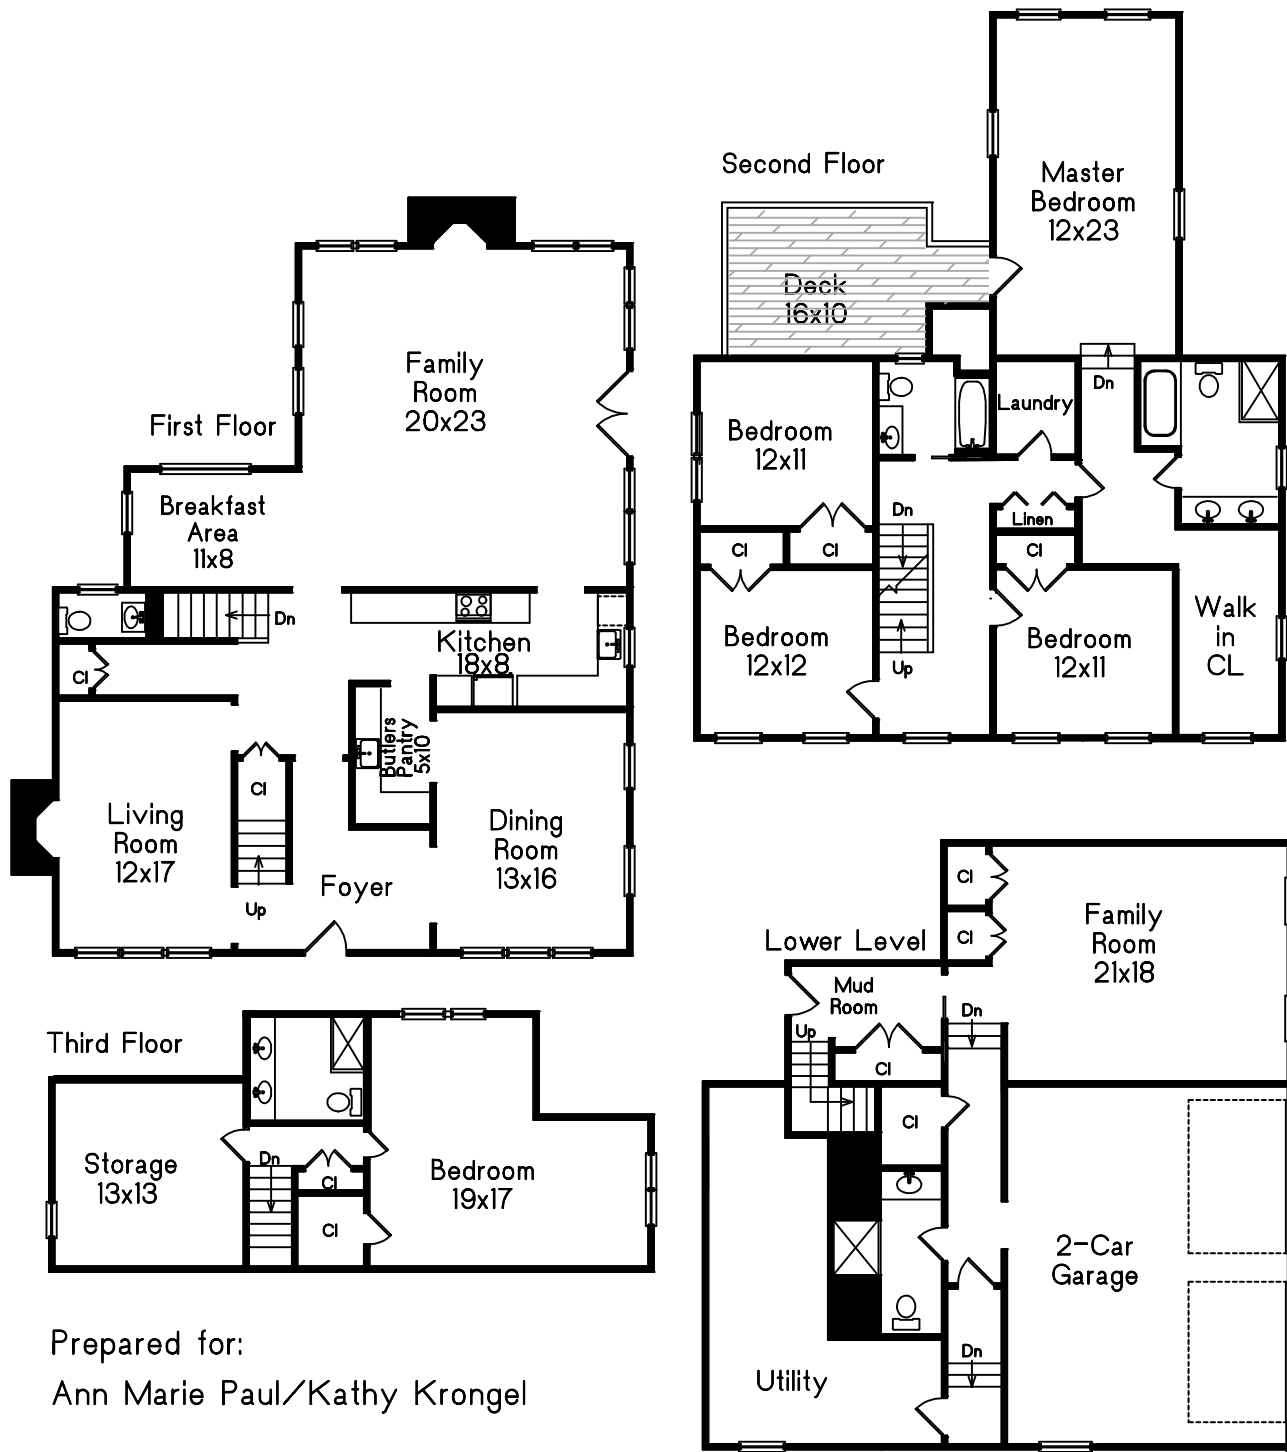 First Floor
Family
Room
20x23
Breakfast
Area
11x8
Dn
Kitchen
18x8
Cl
Butlers
Pantry
5x10
Cl
Living
Room
12x17
Dining
Room
13x16
Foyer
Up
Second Floor
Master
Bedroom
12x23
Deck
16x10
Dn
Laundry
Bedroom
12x11
Dn
Linen
Cl
Cl
Cl
Bedroom
12x12
Up
Bedroom
12x11
Walk
in
CL
Third Floor
Storage
13x13
Dn
Cl
Cl
Bedroom
19x17
Lower Level
Cl
Cl
Family
Room
21x18
Mud
Room
Up
Dn
Cl
Cl
2-Car
Garage
Dn
Utility
Prepared for:
Ann Marie Paul/Kathy Krongel